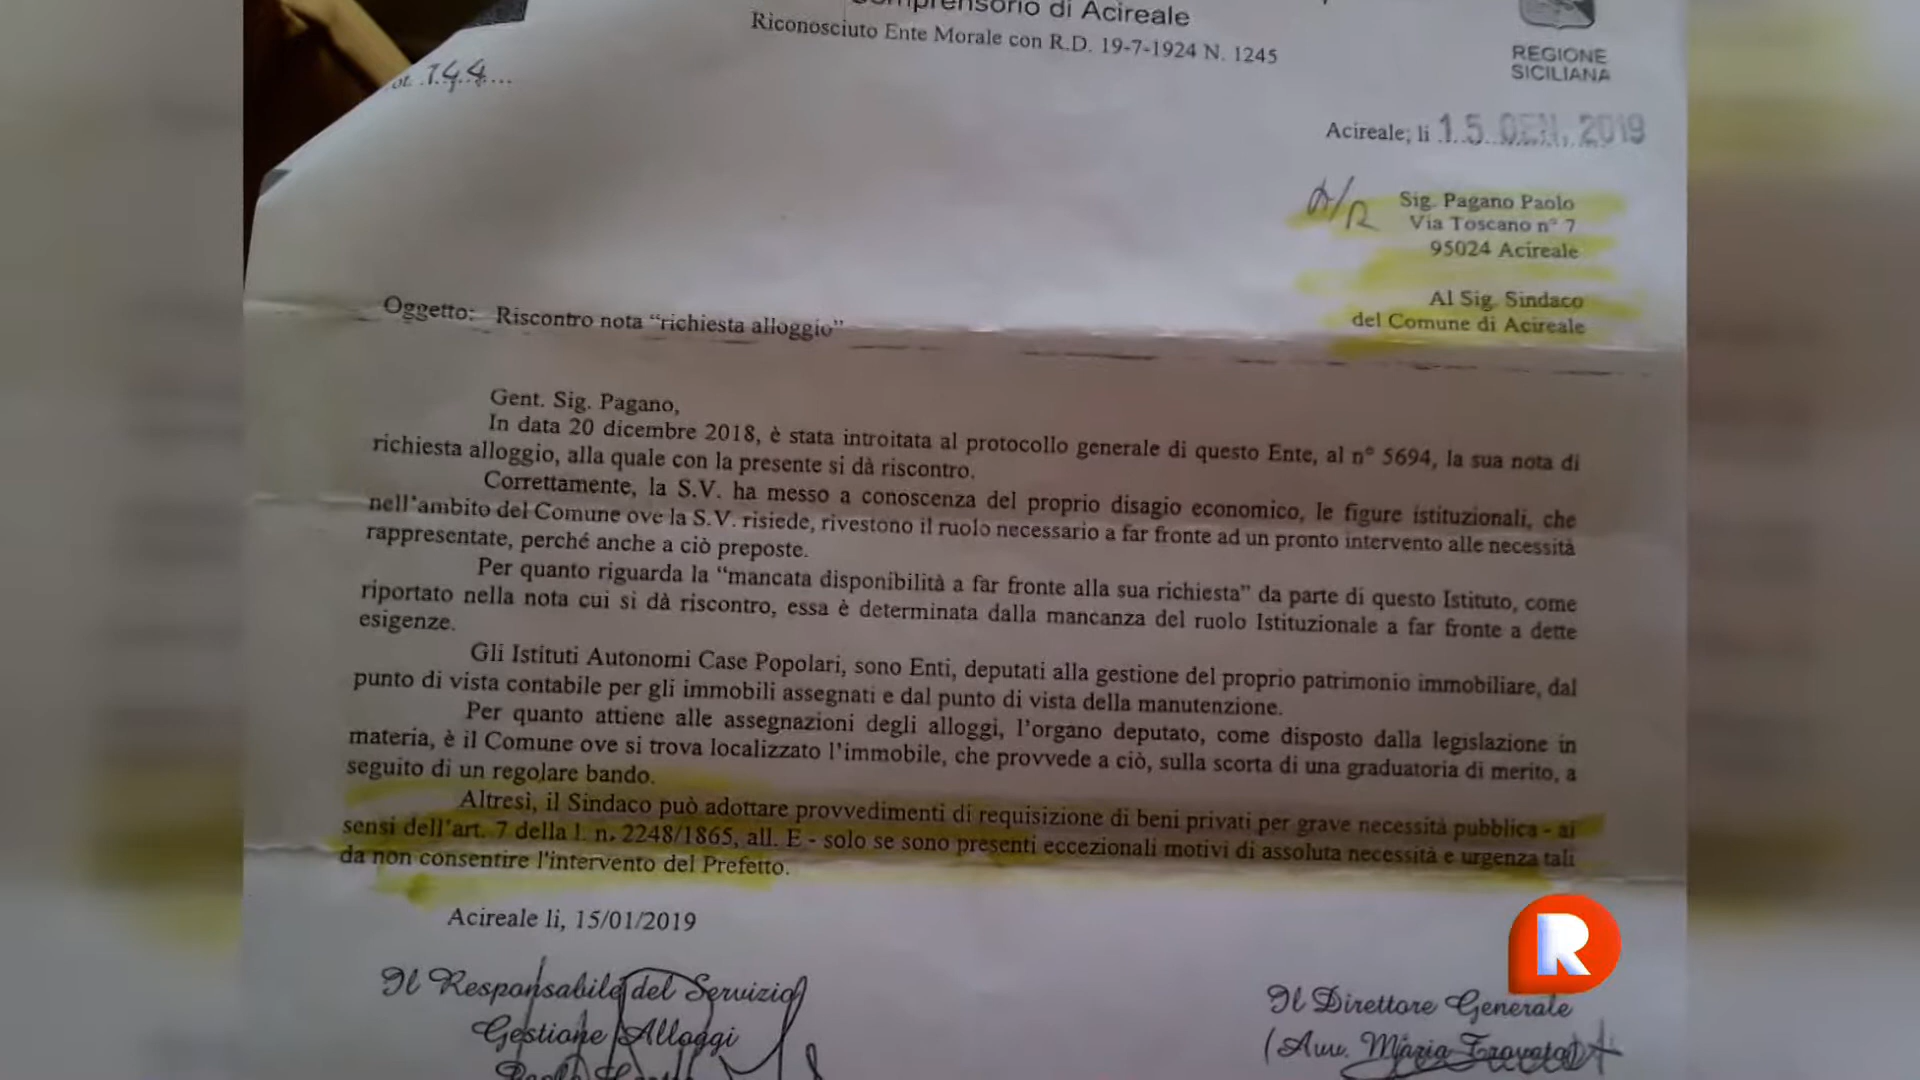 Comprensorio di Acireale
Riconosciuto Ente Morale con R.D. 19-7-1924 N. 1245
REGIONE
SICILIANA
ot. 144
Acireale; li 15 GEN. 2019
A/R
Sig. Pagano Paolo
Via Toscano n° 7
95024 Acireale
Al Sig. Sindaco
del Comune di Acireale
Oggetto: Riscontro nota “richiesta alloggio”
Gent. Sig. Pagano,
In data 20 dicembre 2018, è stata introitata al protocollo generale di questo Ente, al n° 5694, la sua nota di
richiesta alloggio, alla quale con la presente si dà riscontro.
Correttamente, la S.V. ha messo a conoscenza del proprio disagio economico, le figure istituzionali, che
nell'ambito del Comune ove la S.V. risiede, rivestono il ruolo necessario a far fronte ad un pronto intervento alle necessità
rappresentate, perché anche a ciò preposte.
Per quanto riguarda la “mancata disponibilità a far fronte alla sua richiesta” da parte di questo Istituto, come
riportato nella nota cui si dà riscontro, essa è determinata dalla mancanza del ruolo Istituzionale a far fronte a dette
esigenze.
Gli Istituti Autonomi Case Popolari, sono Enti, deputati alla gestione del proprio patrimonio immobiliare, dal
punto di vista contabile per gli immobili assegnati e dal punto di vista della manutenzione.
Per quanto attiene alle assegnazioni degli alloggi, l'organo deputato, come disposto dalla legislazione in
materia, è il Comune ove si trova localizzato l'immobile, che provvede a ciò, sulla scorta di una graduatoria di merito, a
seguito di un regolare bando.
Altresì, il Sindaco può adottare provvedimenti di requisizione di beni privati per grave necessità pubblica - ai
sensi dell'art. 7 della l. n. 2248/1865, all. E - solo se sono presenti eccezionali motivi di assoluta necessità e urgenza tali
da non consentire l'intervento del Prefetto.
Acireale li, 15/01/2019
Il Responsabile del Servizio
Gestione Alloggi
Il Direttore Generale
(Avv. Maria Trovato)
R